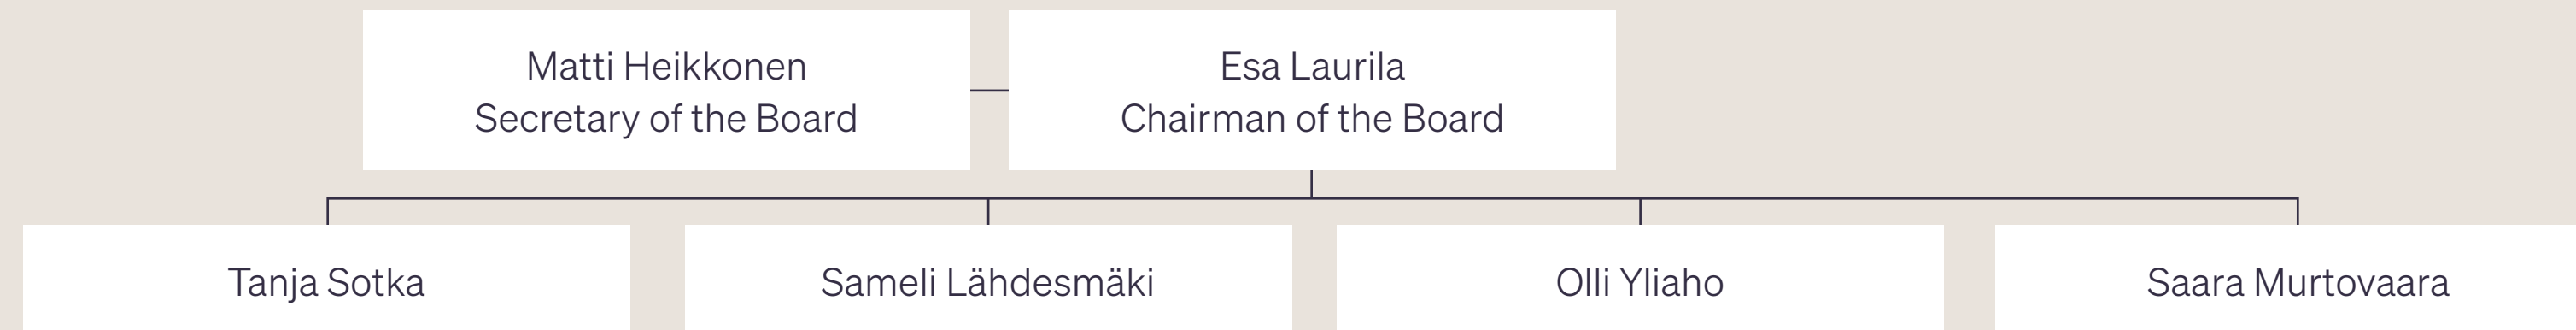 Matti Heikkonen
Secretary of the Board
Esa Laurila
Chairman of the Board
Tanja Sotka
Sameli Lähdesmäki
Olli Yliaho
Saara Murtovaara